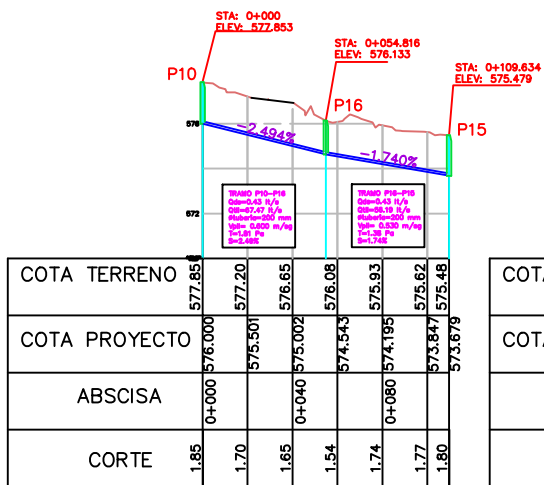 STA: 0+000
ELEV: 577.853
STA: 0+054.816
ELEV: 576.133
STA: 0+109.634
ELEV: 575.479
P10
P16
P15
576
-2.494%
-1.740%
572
TRAMO P10-P16
TRAMO P16-P15
S=2.49%
S=1.74%
COTA TERRENO 577.85 577.20 576.65 576.08 575.93 575.62 575.48
COTA PROYECTO 576.000 575.501 575.002 574.543 574.195 573.847 573.679
ABSCISA 0+000 0+040 0+080
CORTE 1.85 1.70 1.65 1.54 1.74 1.77 1.80